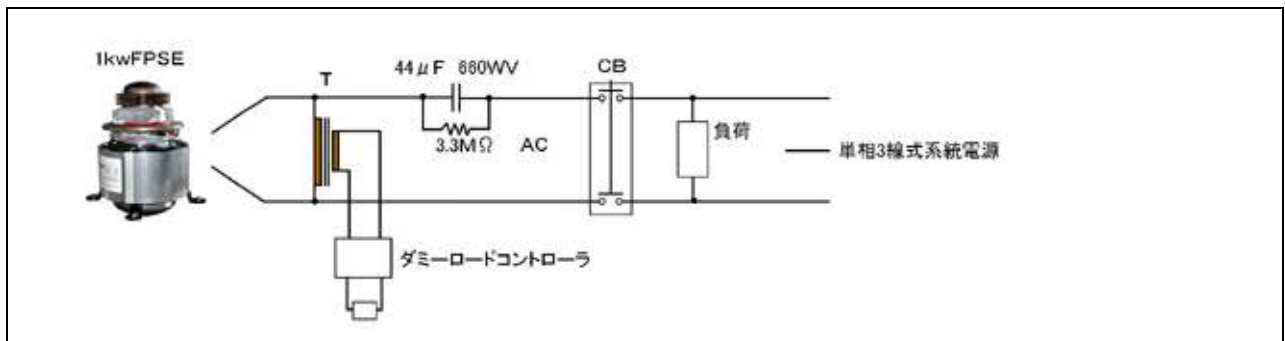 1kwFPSE
T
44μF 660WV
3.3MΩ
AC
CB
負荷
単相3線式系統電源
ダミーロードコントローラ